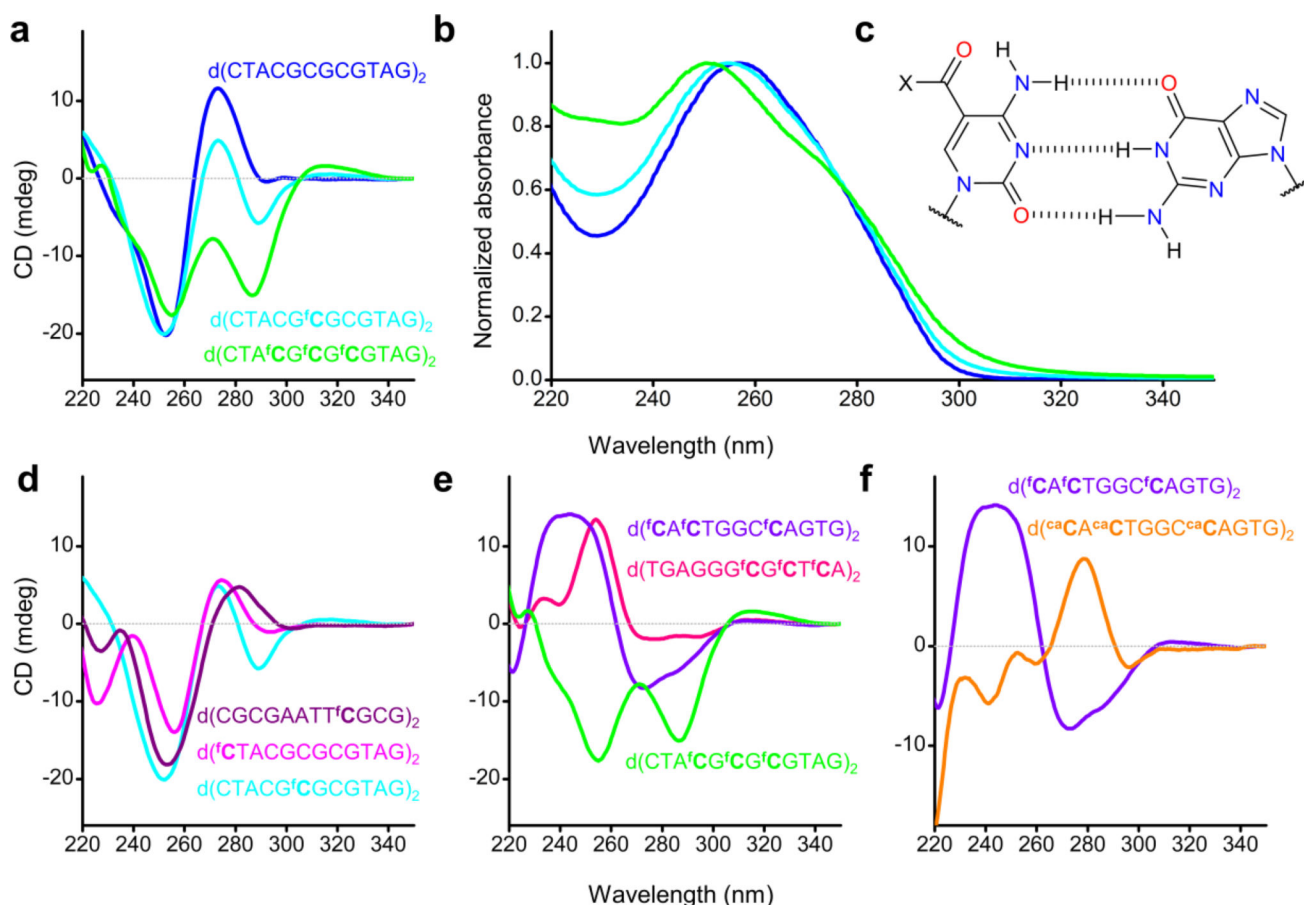 a
b
c
d(CTACGCGCGTAG)₂
d(CTACGᶠCGCGTAG)₂
d(CTAᶠCGᶠCGᶠCGTAG)₂
CD (mdeg)
10
0
-10
-20
220 240 260 280 300 320 340
Normalized absorbance
1.0
0.8
0.6
0.4
0.2
0.0
220 240 260 280 300 320 340
X O H N H O N
N H N N
N O H N N
H
Wavelength (nm)
d
e
f
d(CGCGAATTᶠCGCG)₂
d(ᶠCTACGCGCGTAG)₂
d(CTACGᶠCGCGTAG)₂
CD (mdeg)
10
0
-10
-20
220 240 260 280 300 320 340
d(ᶠCAᶠCTGGCᶠCAGTG)₂
d(TGAGGGᶠCGᶠCTᶠCA)₂
d(CTAᶠCGᶠCGᶠCGTAG)₂
10
0
-10
-20
220 240 260 280 300 320 340
d(ᶠCAᶠCTGGCᶠCAGTG)₂
d(ᶜᵃCAᶜᵃCTGGCᶜᵃCAGTG)₂
10
0
-10
220 240 260 280 300 320 340
Wavelength (nm)